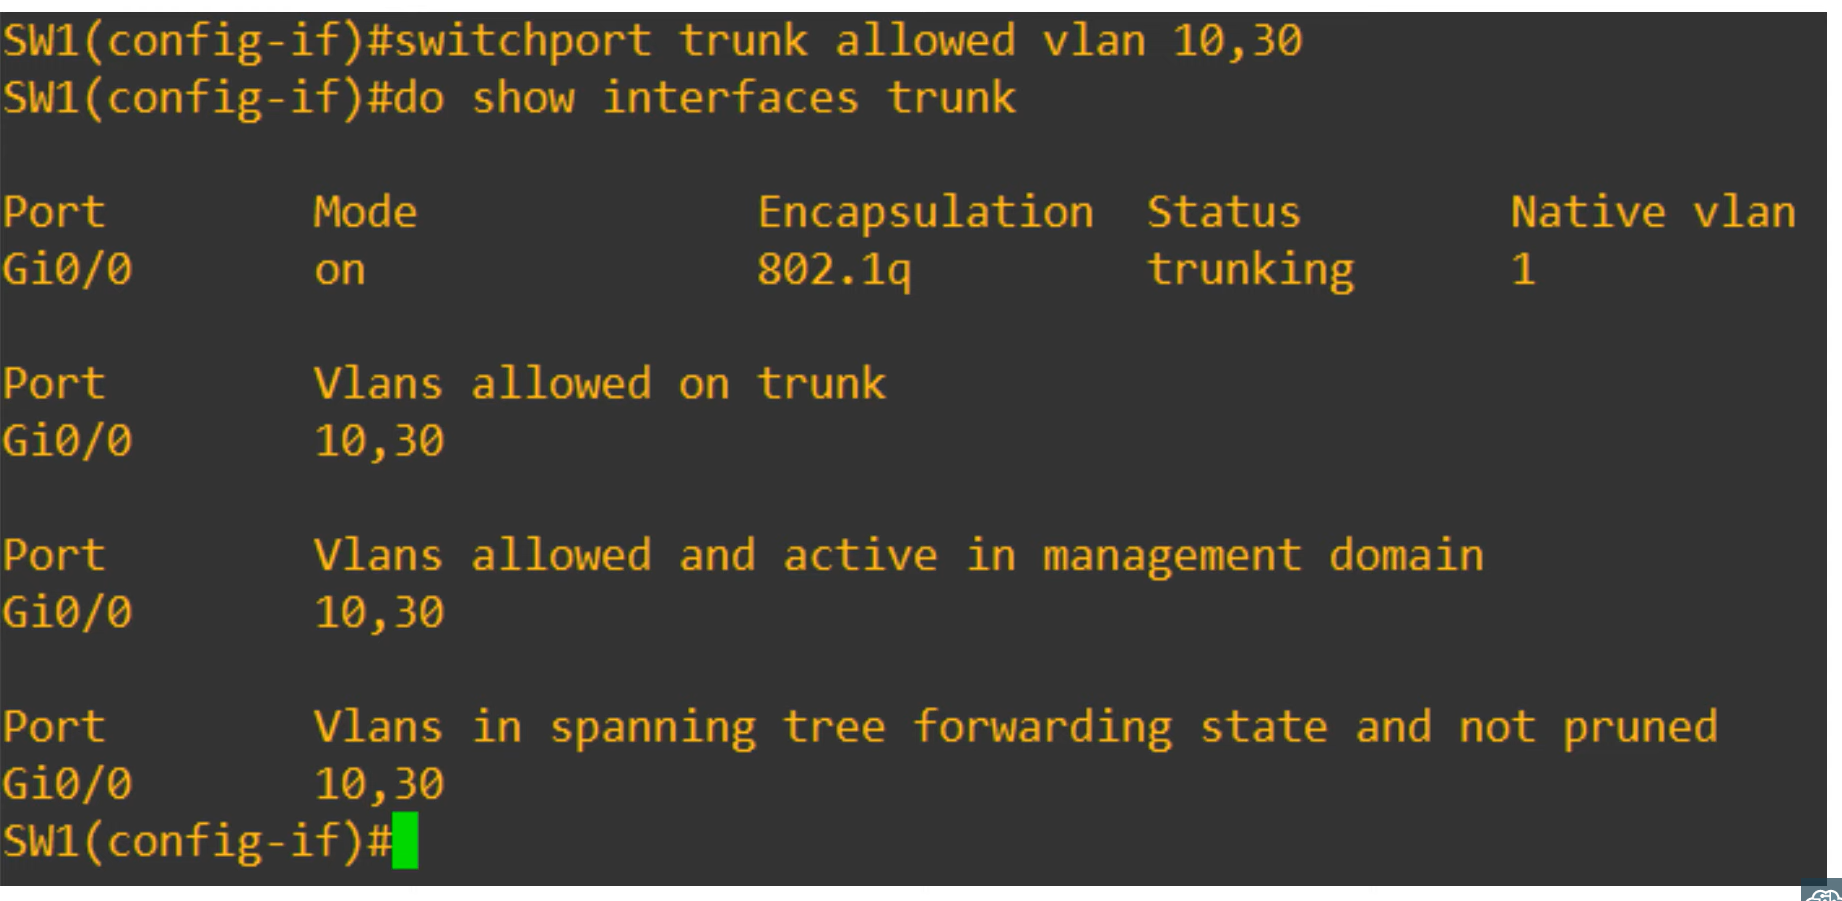 SW1(config-if)#switchport trunk allowed vlan 10,30
SW1(config-if)#do show interfaces trunk
Port Mode Encapsulation Status Native vlan
Gi0/0 on 802.1q trunking 1
Port Vlans allowed on trunk
Gi0/0 10,30
Port Vlans allowed and active in management domain
Gi0/0 10,30
Port Vlans in spanning tree forwarding state and not pruned
Gi0/0 10,30
SW1(config-if)#